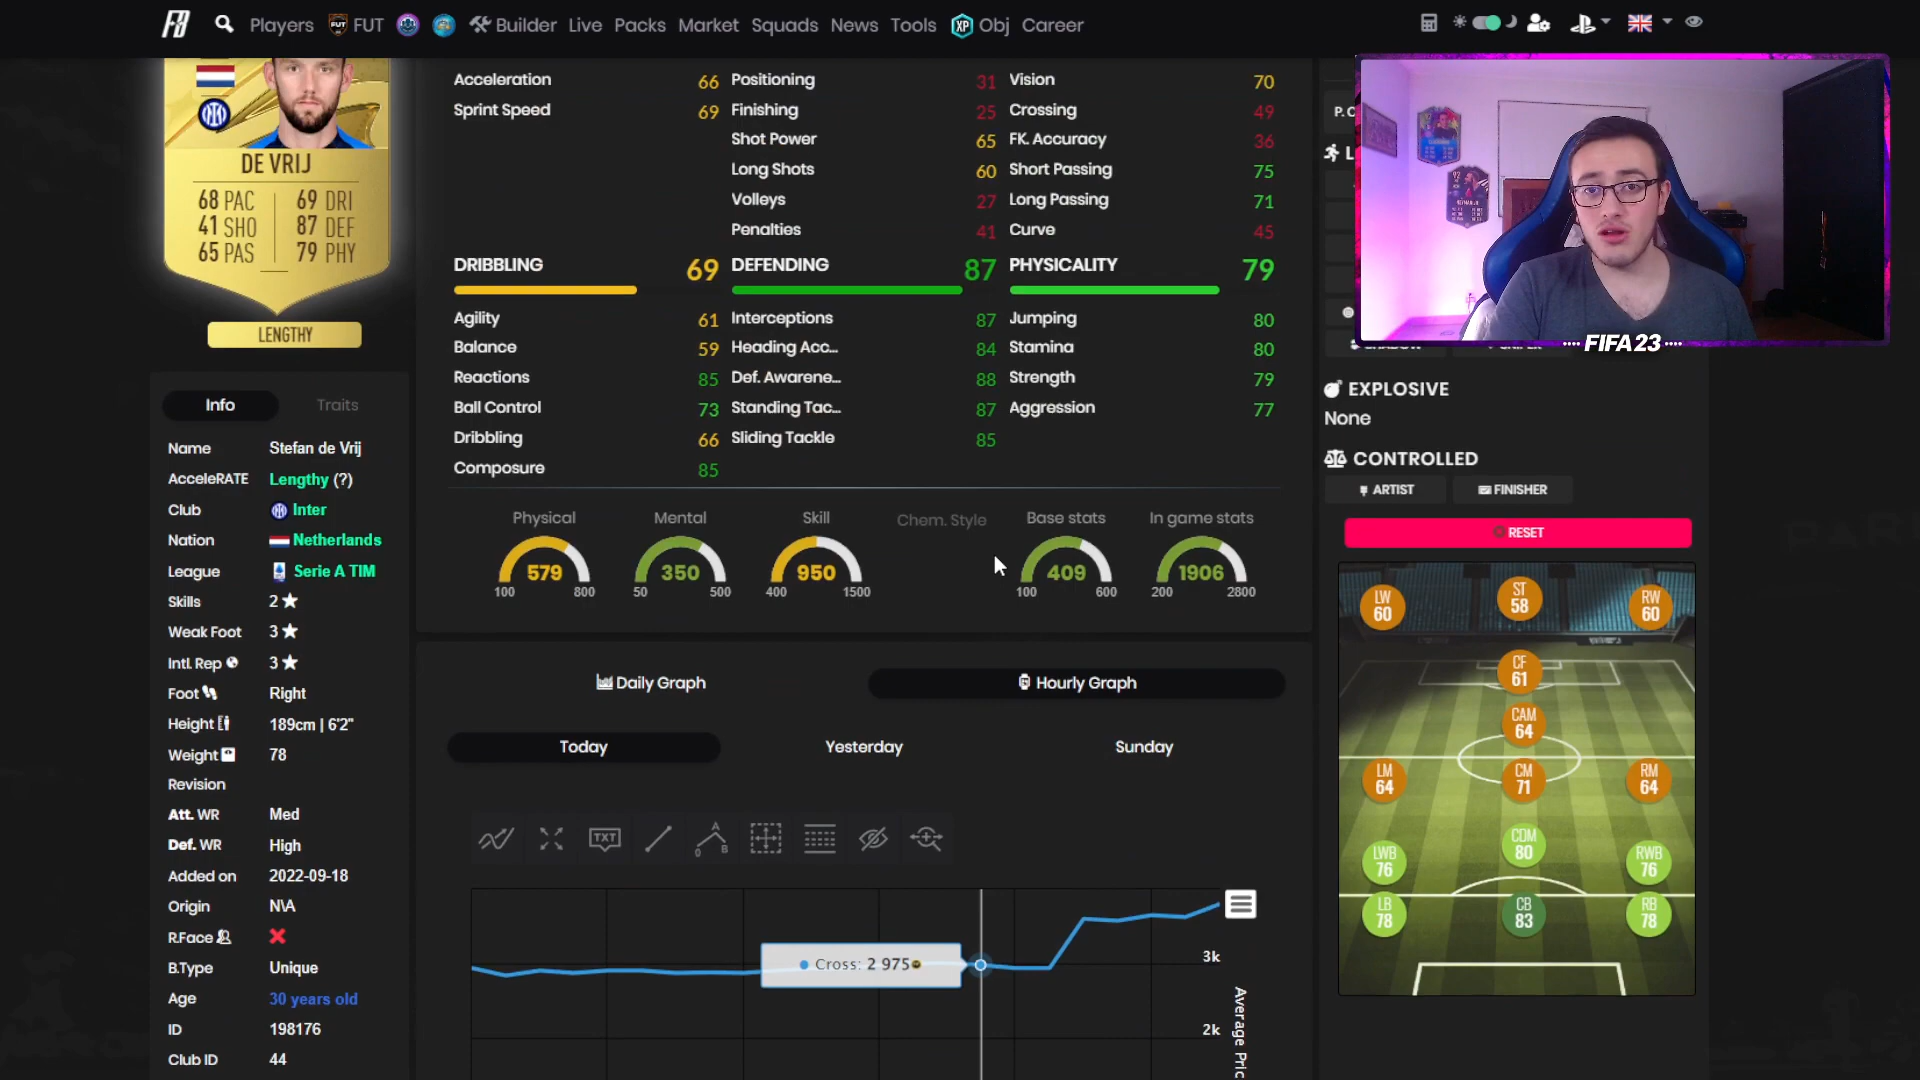 Players FUT Builder Live Packs Market Squads News Tools XP Obj Career
DE VRIJ
68 PAC 69 DRI
41 SHO 87 DEF
65 PAS 79 PHY
LENGTHY
Info Traits
Name Stefan de Vrij
AcceleRATE Lengthy (?)
Club Inter
Nation Netherlands
League Serie A TIM
Skills 2
Weak Foot 3
Intl. Rep 3
Foot Right
Height 189cm | 6'2"
Weight 78
Revision
Att. WR Med
Def. WR High
Added on 2022-09-18
Origin N\A
R.Face
B.Type Unique
Age 30 years old
ID 198176
Club ID 44
Acceleration 66
Sprint Speed 69
Positioning 31
Finishing 25
Shot Power 65
Long Shots 60
Volleys 27
Penalties 41
Vision 70
Crossing 49
FK. Accuracy 36
Short Passing 75
Long Passing 71
Curve 45
DRIBBLING 69
Agility 61
Balance 59
Reactions 85
Ball Control 73
Dribbling 66
Composure 85
DEFENDING 87
Interceptions 87
Heading Acc... 84
Def. Awarene... 88
Standing Tac... 87
Sliding Tackle 85
PHYSICALITY 79
Jumping 80
Stamina 80
Strength 79
Aggression 77
Physical 579 100 800
Mental 350 50 500
Skill 950 400 1500
Chem. Style
Base stats 409 100 600
In game stats 1906 200 2800
Daily Graph Hourly Graph
Today Yesterday Sunday
TXT
A
0 B
Cross: 2 975
3k
2k
Average Pric
P.C
L
FIFA 23
EXPLOSIVE
None
CONTROLLED
ARTIST FINISHER
RESET
LW 60
ST 58
RW 60
CF 61
CAM 64
LM 64
CM 71
RM 64
CDM 80
LWB 76
RWB 76
LB 78
CB 83
RB 78